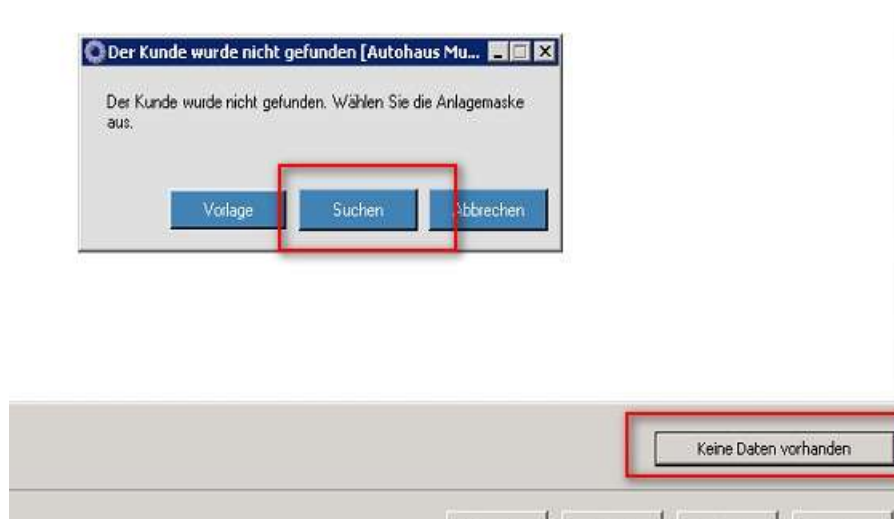 Der Kunde wurde nicht gefunden [Autohaus Mu...
Der Kunde wurde nicht gefunden. Wählen Sie die Anlagemaske
aus.
Vorlage Suchen Abbrechen
Keine Daten vorhanden